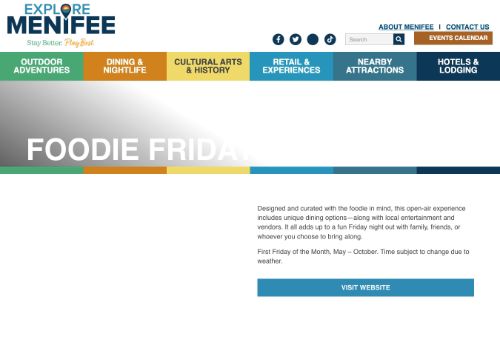 EXPLORE
MENIFEE
Stay Better. Play Best.
ABOUT MENIFEE | CONTACT US
Search
EVENTS CALENDAR
OUTDOOR ADVENTURES
DINING & NIGHTLIFE
CULTURAL ARTS & HISTORY
RETAIL & EXPERIENCES
NEARBY ATTRACTIONS
HOTELS & LODGING
FOODIE FRIDAY
Designed and curated with the foodie in mind, this open-air experience
includes unique dining options—along with local entertainment and
vendors. It all adds up to a fun Friday night out with family, friends, or
whoever you choose to bring along.
First Friday of the Month, May – October. Time subject to change due to
weather.
VISIT WEBSITE